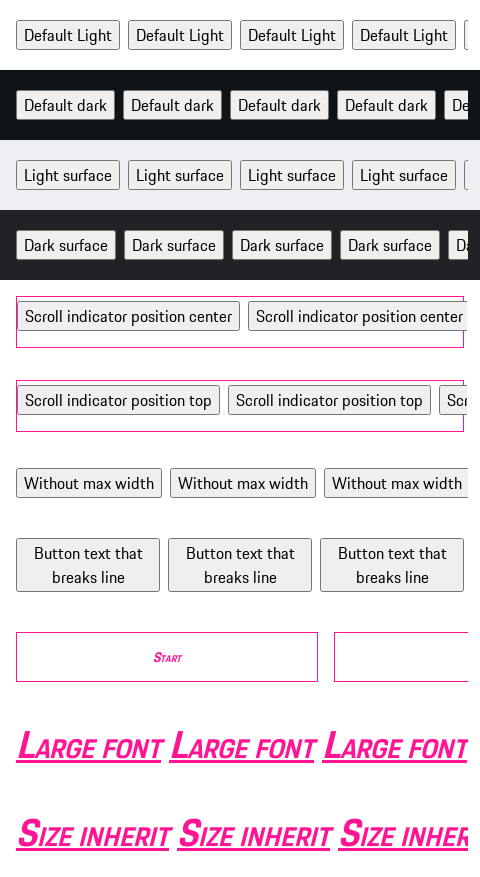 Default Light Default Light Default Light Default Light
Default dark Default dark Default dark Default dark De
Light surface Light surface Light surface Light surface
Dark surface Dark surface Dark surface Dark surface Da
Scroll indicator position center Scroll indicator position center
Scroll indicator position top Scroll indicator position top Scr
Without max width Without max width Without max width
Button text that Button text that Button text that
breaks line breaks line breaks line
Start
Large font Large font Large font
Size inherit Size inherit Size inher